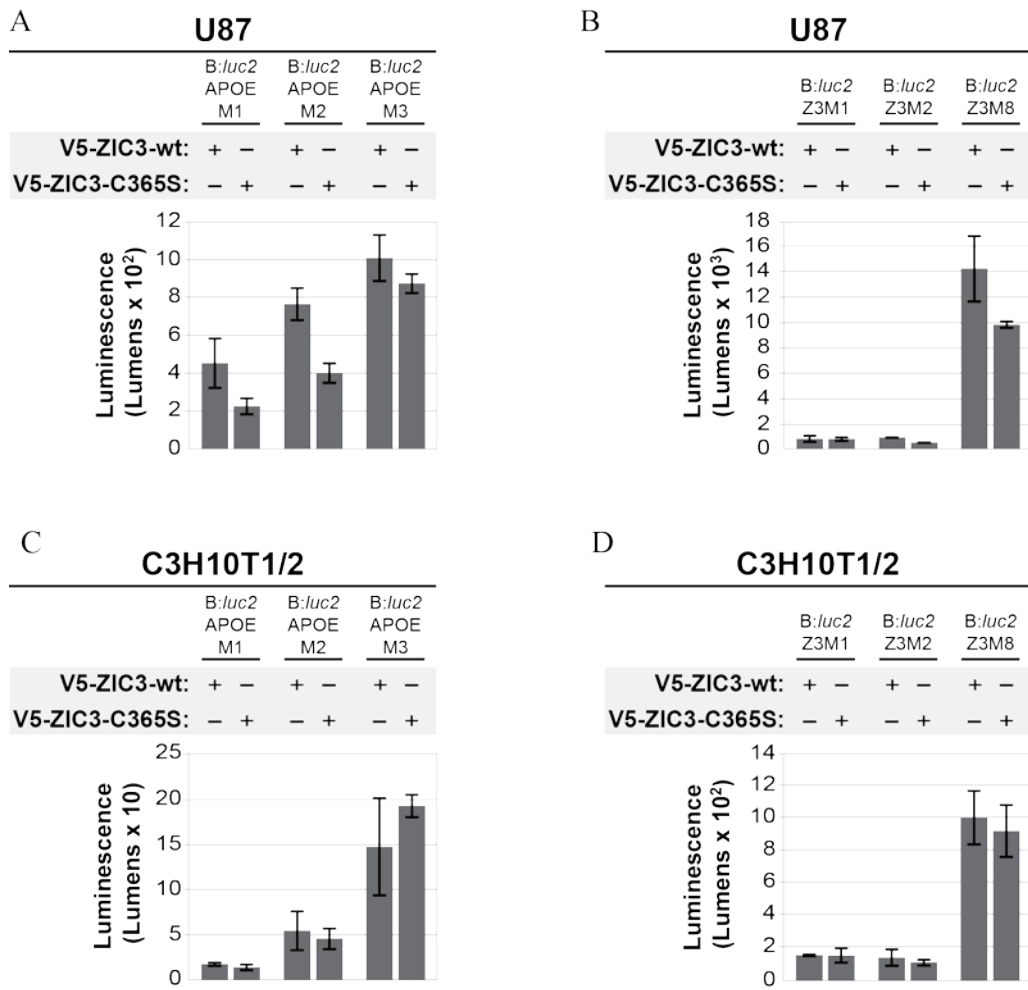 A
U87
B:luc2 B:luc2 B:luc2
APOE APOE APOE
M1 M2 M3
V5-ZIC3-wt: + − + − + −
V5-ZIC3-C365S: − + − + − +
Luminescence
(Lumens x 10²)
12
10
8
6
4
2
0
B
U87
B:luc2 B:luc2 B:luc2
Z3M1 Z3M2 Z3M8
V5-ZIC3-wt: + − + − + −
V5-ZIC3-C365S: − + − + − +
Luminescence
(Lumens x 10³)
18
16
14
12
10
8
6
4
2
0
C
C3H10T1/2
B:luc2 B:luc2 B:luc2
APOE APOE APOE
M1 M2 M3
V5-ZIC3-wt: + − + − + −
V5-ZIC3-C365S: − + − + − +
Luminescence
(Lumens x 10)
25
20
15
10
5
0
D
C3H10T1/2
B:luc2 B:luc2 B:luc2
Z3M1 Z3M2 Z3M8
V5-ZIC3-wt: + − + − + −
V5-ZIC3-C365S: − + − + − +
Luminescence
(Lumens x 10²)
14
12
10
8
6
4
2
0